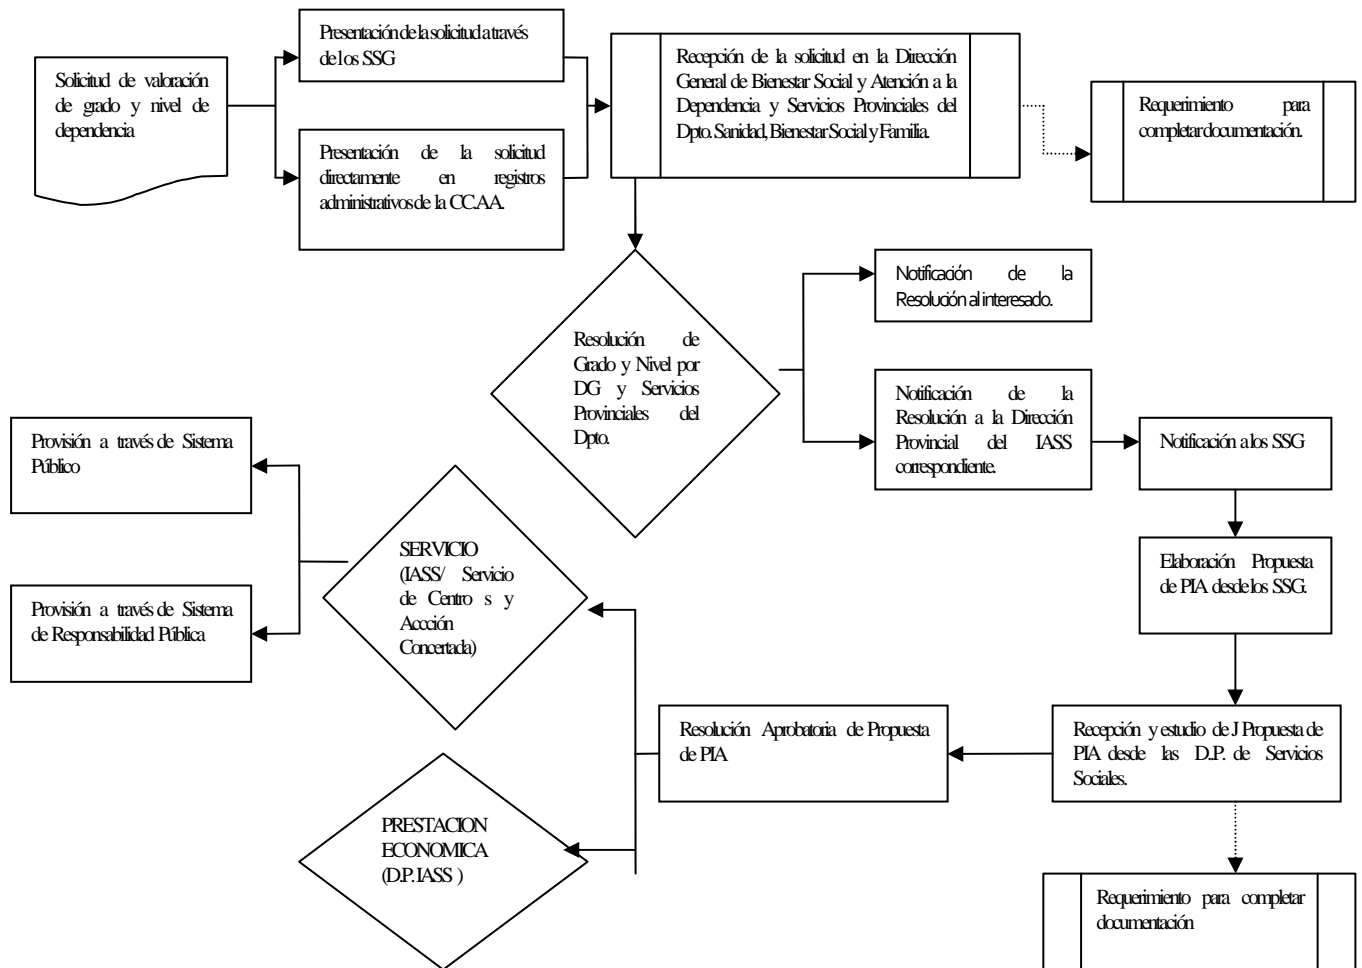 Solicitud de valoración
de grado y nivel de
dependencia
Presentación de la solicitud a través
de los SSG
Presentación de la solicitud
directamente en registros
administrativos de la CC.AA.
Recepción de la solicitud en la Dirección
General de Bienestar Social y Atención a la
Dependencia y Servicios Provinciales del
Dpto. Sanidad, Bienestar Social y Familia.
Requerimiento para
completar documentación.
Resolución de
Grado y Nivel por
DG y Servicios
Provinciales del
Dpto.
Notificación de la
Resolución al interesado.
Notificación de la
Resolución a la Dirección
Provincial del IASS
correspondiente.
Notificación a los SSG
Elaboración Propuesta
de PIA desde los SSG.
Recepción y estudio de J Propuesta de
PIA desde las D.P. de Servicios
Sociales.
Requerimiento para completar
documentación
Resolución Aprobatoria de Propuesta
de PIA
SERVICIO
(IASS/ Servicio
de Centro s y
Accción
Concertada)
PRESTACION
ECONOMICA
(D.P. IASS )
Provisión a través de Sistema
Público
Provisión a través de Sistema
de Responsabilidad Pública